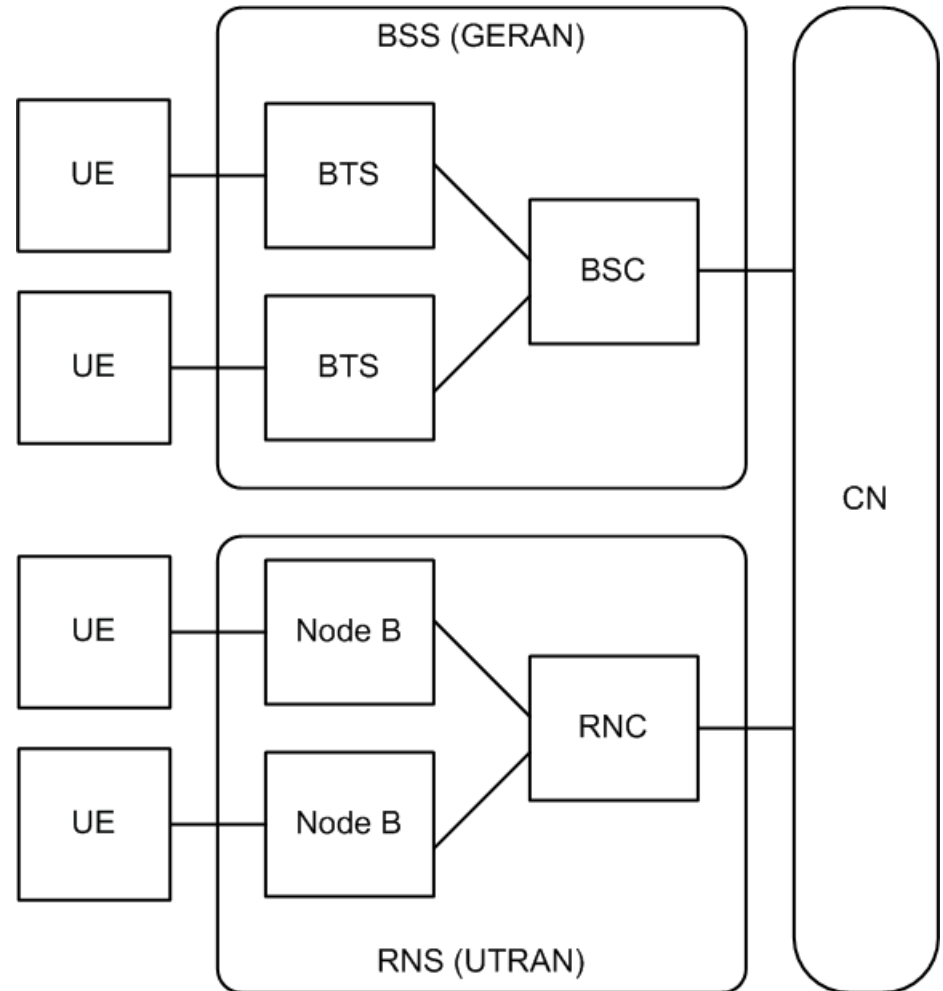 BSS (GERAN)
UE
BTS
BSC
UE
BTS
CN
UE
Node B
RNC
UE
Node B
RNS (UTRAN)